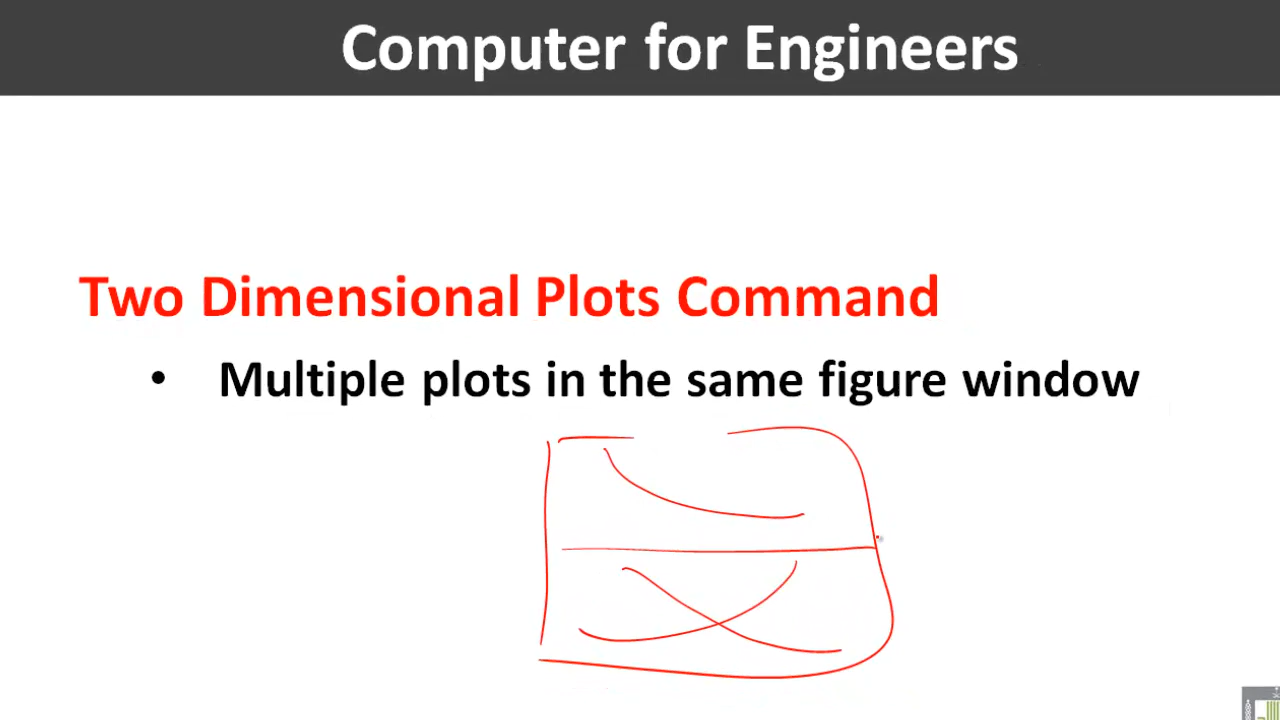 Computer for Engineers
Two Dimensional Plots Command
• Multiple plots in the same figure window